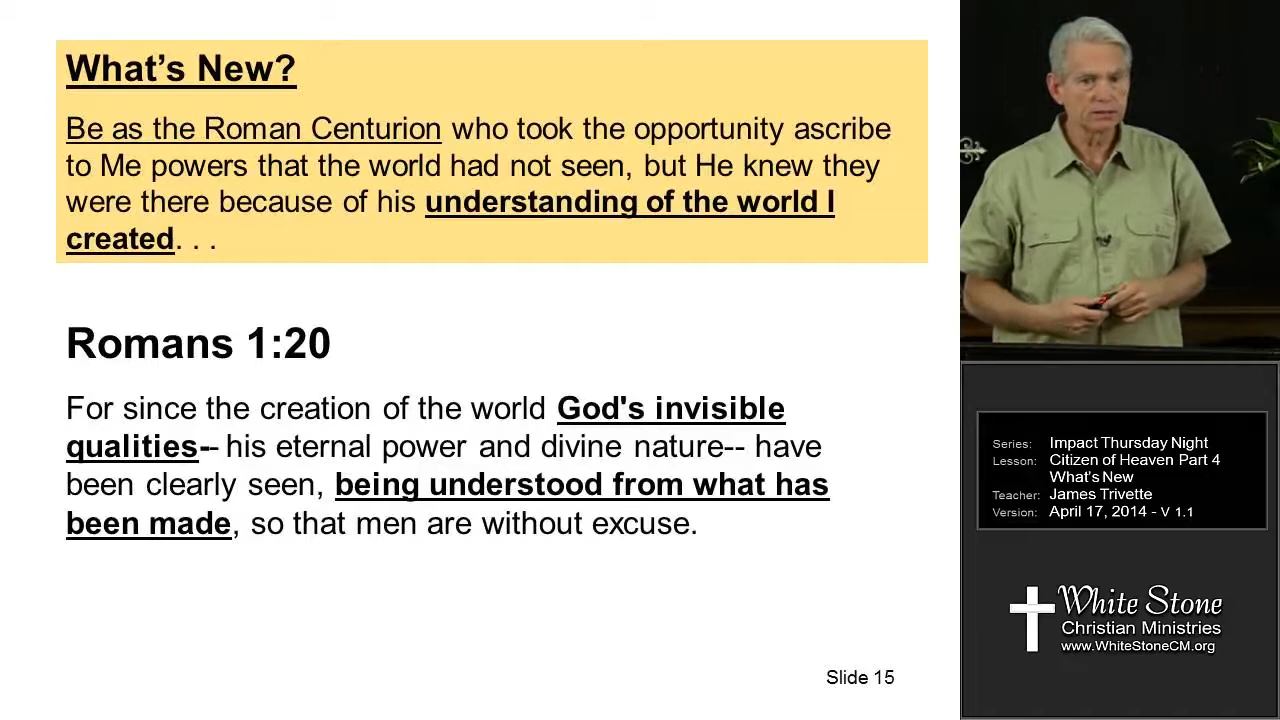 What’s New?
Be as the Roman Centurion who took the opportunity ascribe
to Me powers that the world had not seen, but He knew they
were there because of his understanding of the world I
created. . .
Romans 1:20
For since the creation of the world God's invisible
qualities-- his eternal power and divine nature-- have
been clearly seen, being understood from what has
been made, so that men are without excuse.
Slide 15
Series: Impact Thursday Night
Lesson: Citizen of Heaven Part 4
What's New
Teacher: James Trivette
Version: April 17, 2014 - V 1.1
White Stone
Christian Ministries
www.WhiteStoneCM.org